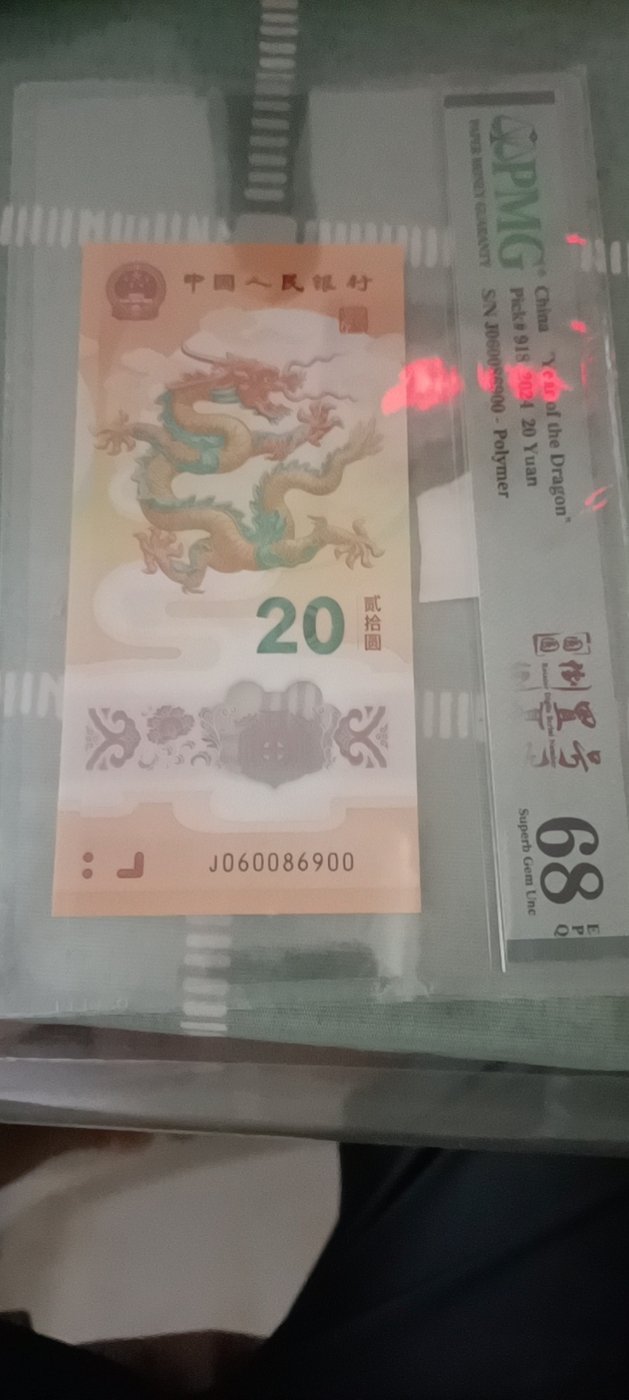 中国人民银行
20
贰拾圆
J060086900
PMG®
PAPER MONEY GUARANTY
China "Year of the Dragon"
Pick# 918 2024 20 Yuan
S/N J060086900 - Polymer
68
EPQ
Superb Gem Unc